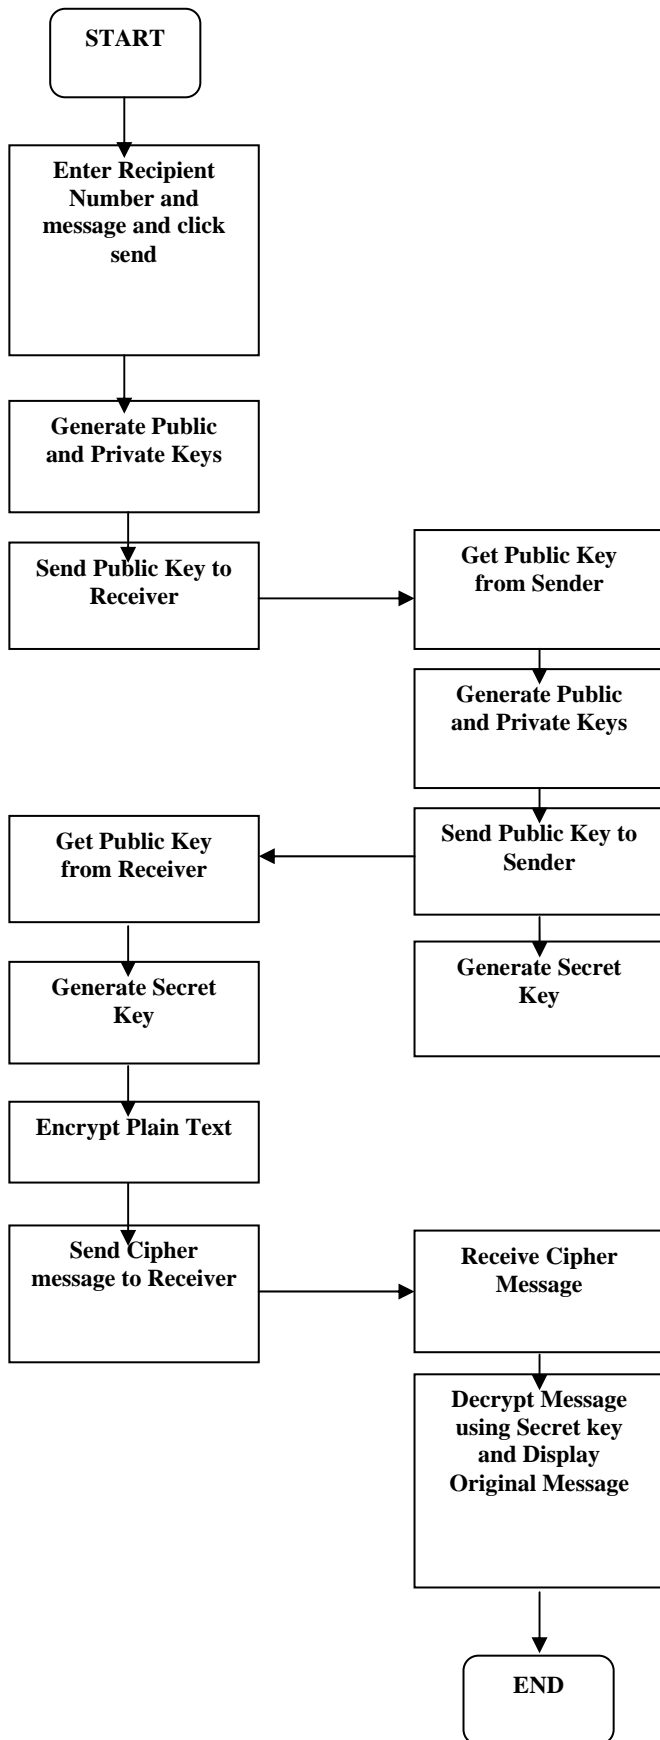 START
Enter Recipient
Number and
message and click
send
Generate Public
and Private Keys
Send Public Key to
Receiver
Get Public Key
from Sender
Generate Public
and Private Keys
Send Public Key to
Sender
Get Public Key
from Receiver
Generate Secret
Key
Generate Secret
Key
Encrypt Plain Text
Send Cipher
message to Receiver
Receive Cipher
Message
Decrypt Message
using Secret key
and Display
Original Message
END